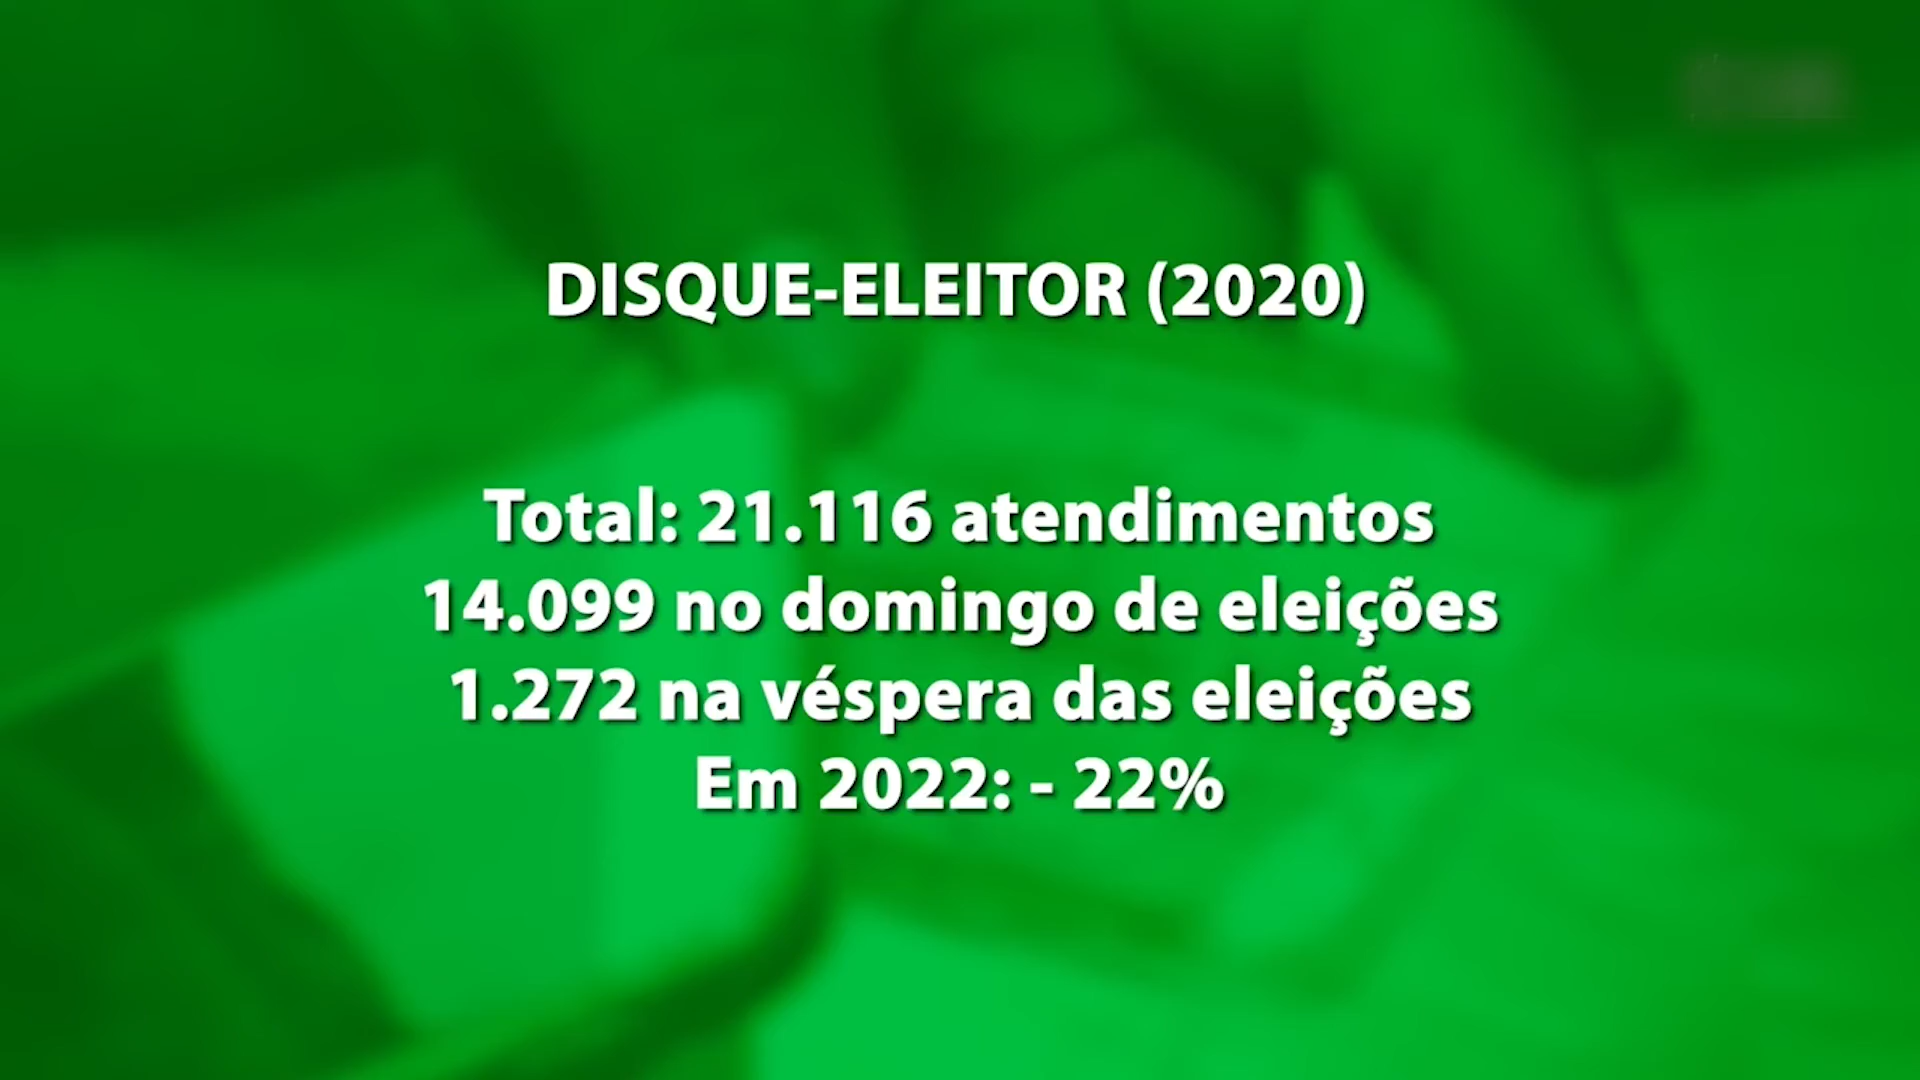 DISQUE-ELEITOR (2020)
Total: 21.116 atendimentos
14.099 no domingo de eleições
1.272 na véspera das eleições
Em 2022: - 22%